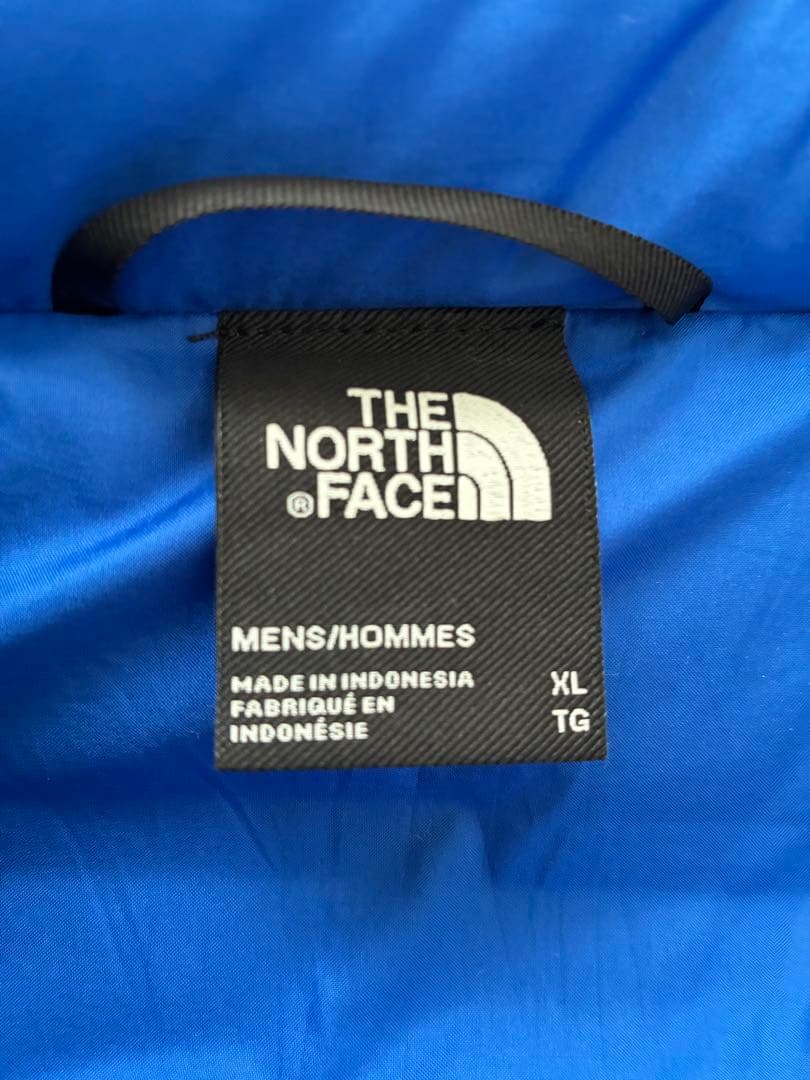 THE
NORTH
®FACE
MENS/HOMMES
MADE IN INDONESIA XL
FABRIQUÉ EN TG
INDONÉSIE